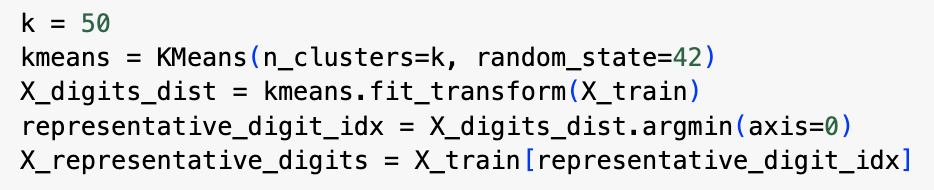 k = 50
kmeans = KMeans(n_clusters=k, random_state=42)
X_digits_dist = kmeans.fit_transform(X_train)
representative_digit_idx = X_digits_dist.argmin(axis=0)
X_representative_digits = X_train[representative_digit_idx]